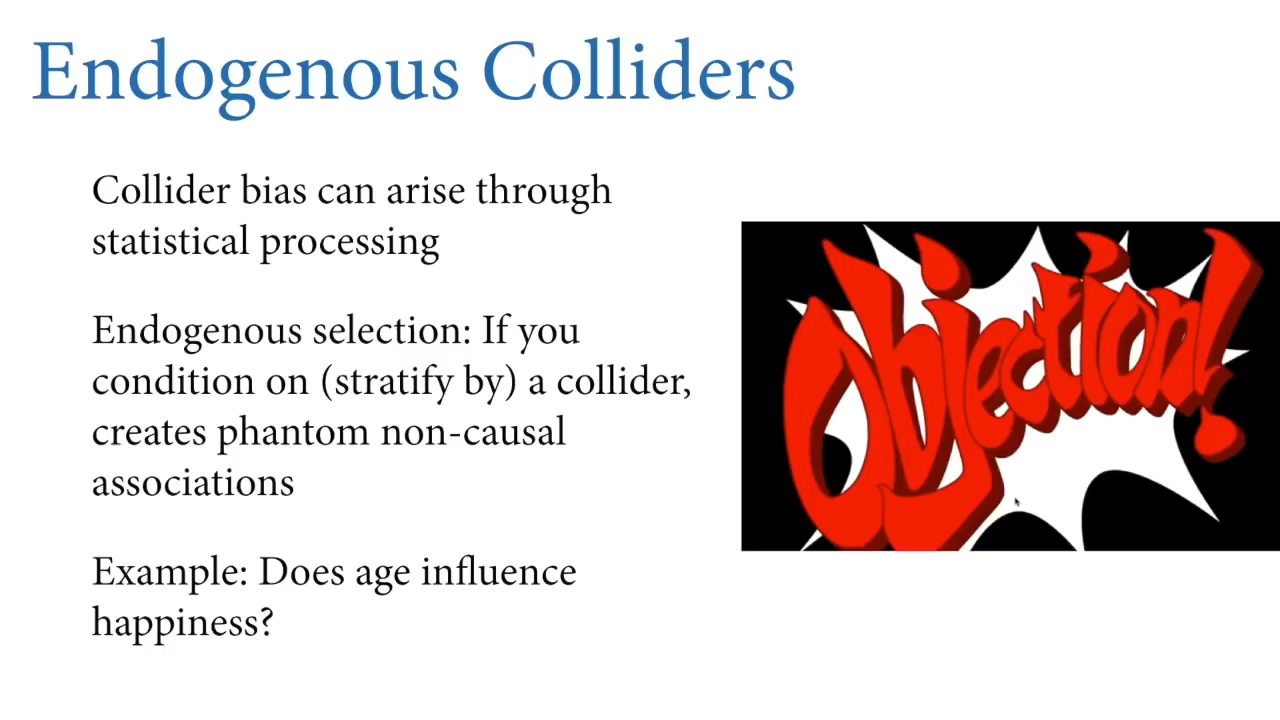 Endogenous Colliders
Collider bias can arise through
statistical processing
Endogenous selection: If you
condition on (stratify by) a collider,
creates phantom non-causal
associations
Example: Does age influence
happiness?
Objection!